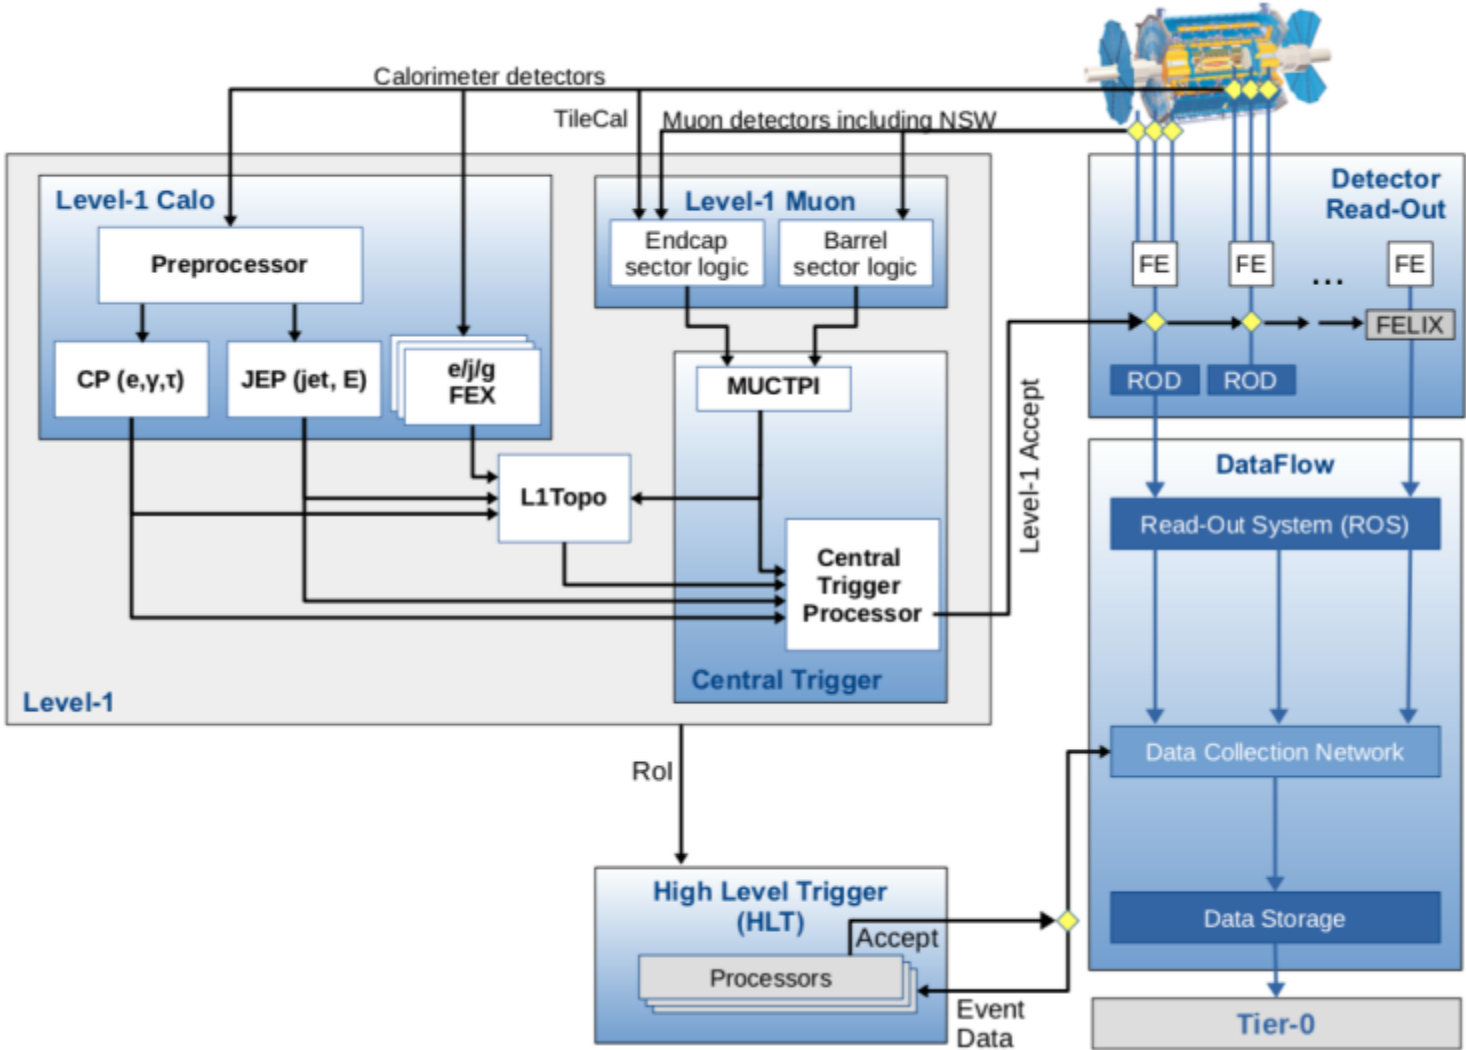 Calorimeter detectors
TileCal
Muon detectors including NSW
Level-1 Calo
Preprocessor
CP (e,γ,τ)
JEP (jet, E)
e/j/g
FEX
Level-1 Muon
Endcap
sector logic
Barrel
sector logic
MUCTPI
L1Topo
Central
Trigger
Processor
Central Trigger
Level-1
Level-1 Accept
Detector
Read-Out
FE
FE
...
FE
FELIX
ROD
ROD
DataFlow
Read-Out System (ROS)
Data Collection Network
Data Storage
Tier-0
RoI
High Level Trigger
(HLT)
Accept
Processors
Event
Data